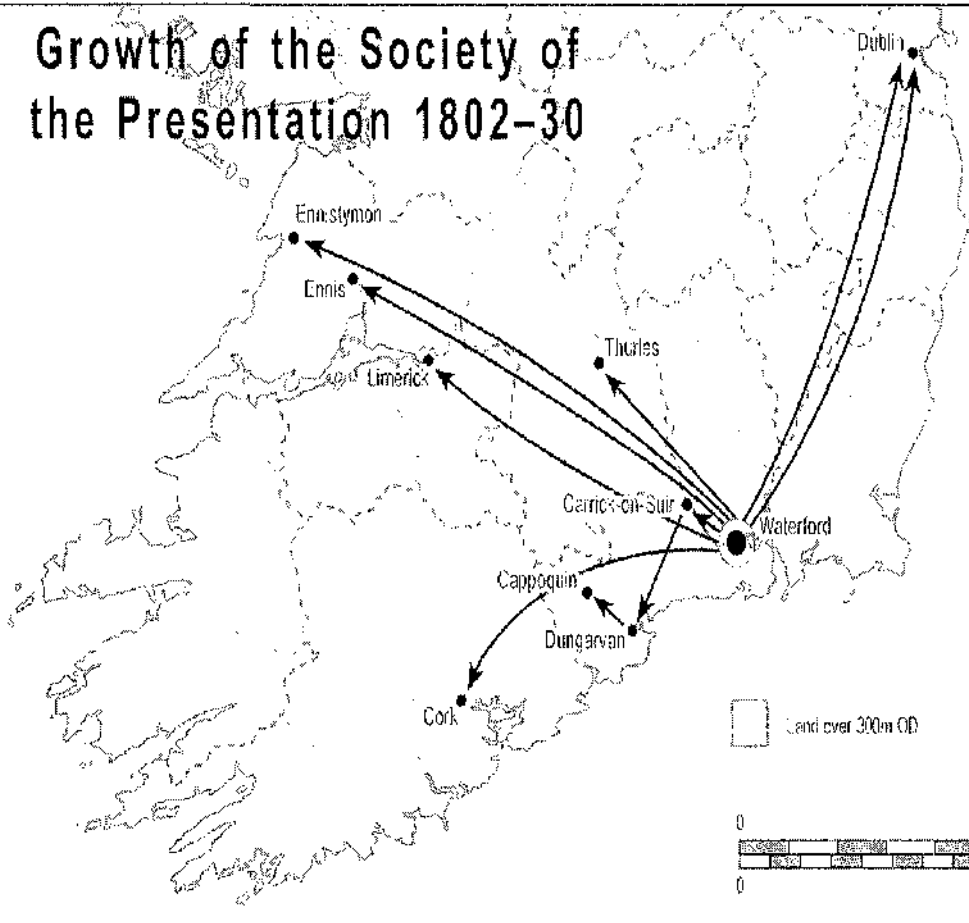 Growth of the Society of
the Presentation 1802–30
Dublin
Ennistymon
Ennis
Thurles
Limerick
Carrick-on-Suir
Waterford
Cappoquin
Dungarvan
Cork
Land over 300m OD
0
0